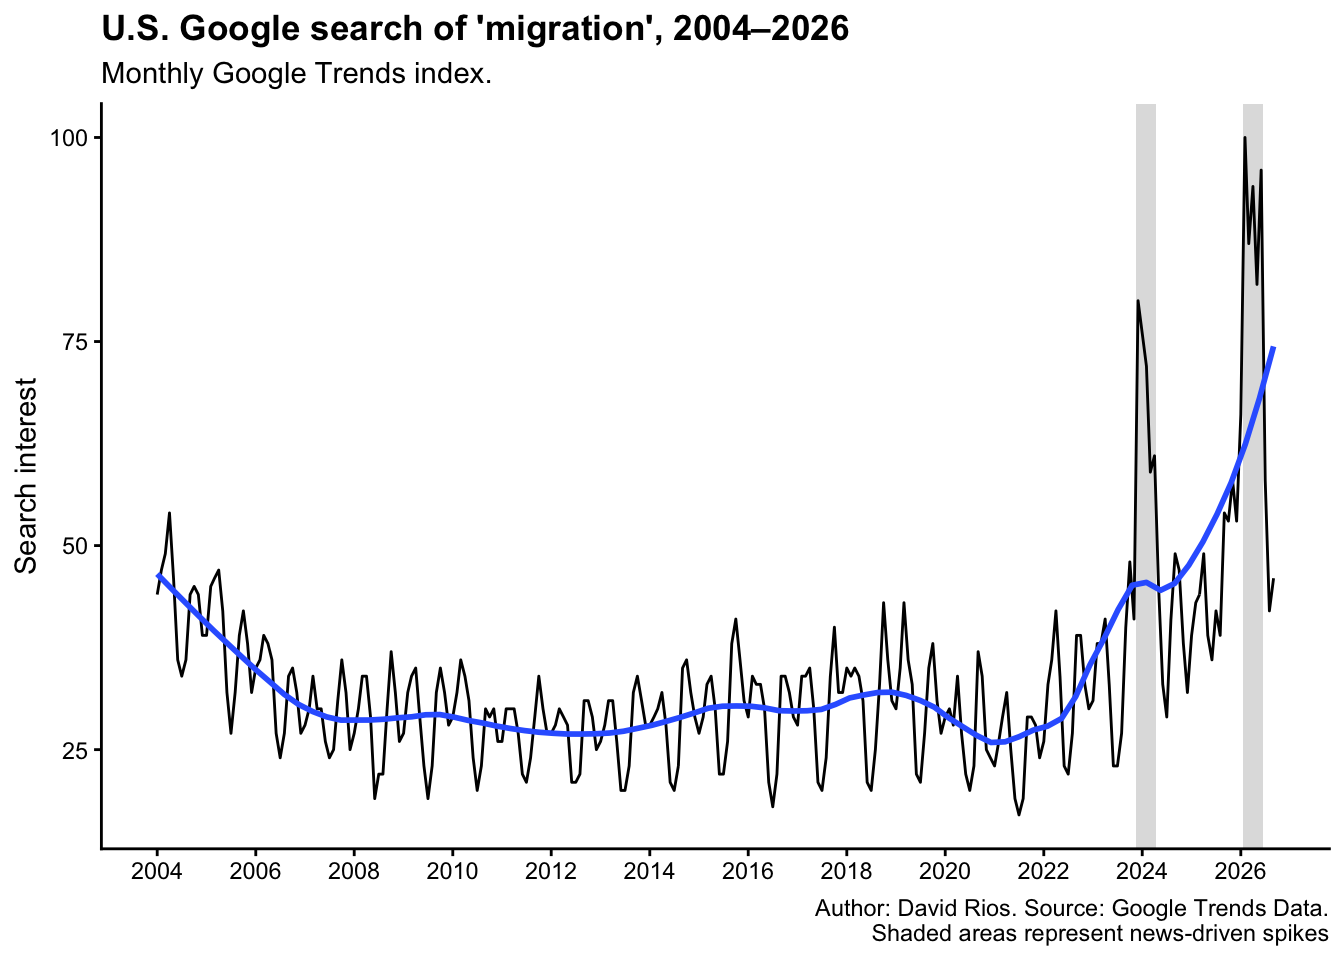 U.S. Google search of 'migration', 2004–2026
Monthly Google Trends index.
Search interest
100
75
50
25
2004 2006 2008 2010 2012 2014 2016 2018 2020 2022 2024 2026
Author: David Rios. Source: Google Trends Data.
Shaded areas represent news-driven spikes